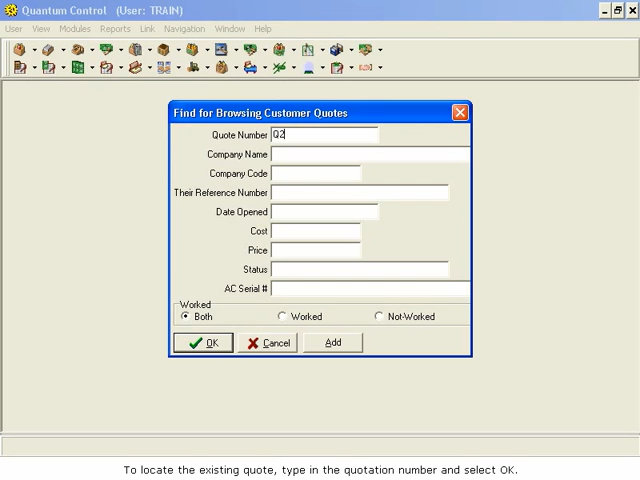 Quantum Control (User: TRAIN)
User View Modules Reports Link Navigation Window Help
Find for Browsing Customer Quotes
Quote Number Q2
Company Name
Company Code
Their Reference Number
Date Opened
Cost
Price
Status
AC Serial #
Worked
Both Worked Not-Worked
OK Cancel Add
To locate the existing quote, type in the quotation number and select OK.